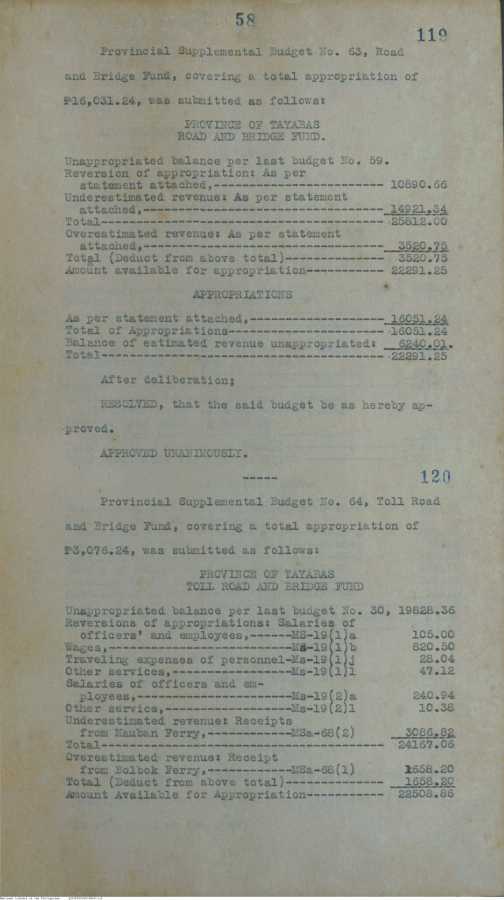 58
119
Provincial Supplemental Budget No. 63, Road
and Bridge Fund, covering a total appropriation of
₱16,031.24, was submitted as follows:
PROVINCE OF TAYABAS
ROAD AND BRIDGE FUND.
Unappropriated balance per last budget No. 59.
Reversion of appropriation: As per
statement attached,------------------------ 10890.66
Underestimated revenue: As per statement
attached,---------------------------------- 14921.34
Total---------------------------------------- 25812.00
Overestimated revenue: As per statement
attached,---------------------------------- 3520.75
Total (Deduct from above total)-------------- 3520.75
Amount available for appropriation----------- 22291.25
APPROPRIATIONS
As per statement attached,------------------- 16051.24
Total of Appropriations---------------------- 16051.24
Balance of estimated revenue unappropriated: 6240.01.
Total---------------------------------------- 22291.25
After deliberation;
RESOLVED, that the said budget be as hereby ap-
proved.
APPROVED UNANIMOUSLY.
-----
120
Provincial Supplemental Budget No. 64, Toll Road
and Bridge Fund, covering a total appropriation of
₱3,076.24, was submitted as follows:
PROVINCE OF TAYABAS
TOLL ROAD AND BRIDGE FUND
Unappropriated balance per last budget No. 30, 19828.36
Reversions of appropriations: Salaries of
officers' and employees,------MS-19(1)a 105.00
Wages,--------------------------Ms-19(1)b 820.50
Traveling expenses of personnel-Ms-19(1)j 28.04
Other services,-----------------Ms-19(1)l 47.12
Salaries of officers and em-
ployees,----------------------Ms-19(2)a 240.94
Other service,------------------Ms-19(2)l 10.38
Underestimated revenue: Receipts
from Mauban Ferry,------------MSa-68(2) 3086.82
Total---------------------------------------- 24167.06
Overestimated revenue: Receipt
from Bolbok Ferry,------------MSa-68(1) 1658.20
Total (Deduct from above total)-------------- 1658.20
Amount Available for Appropriation----------- 22508.86
National Library of the Philippines